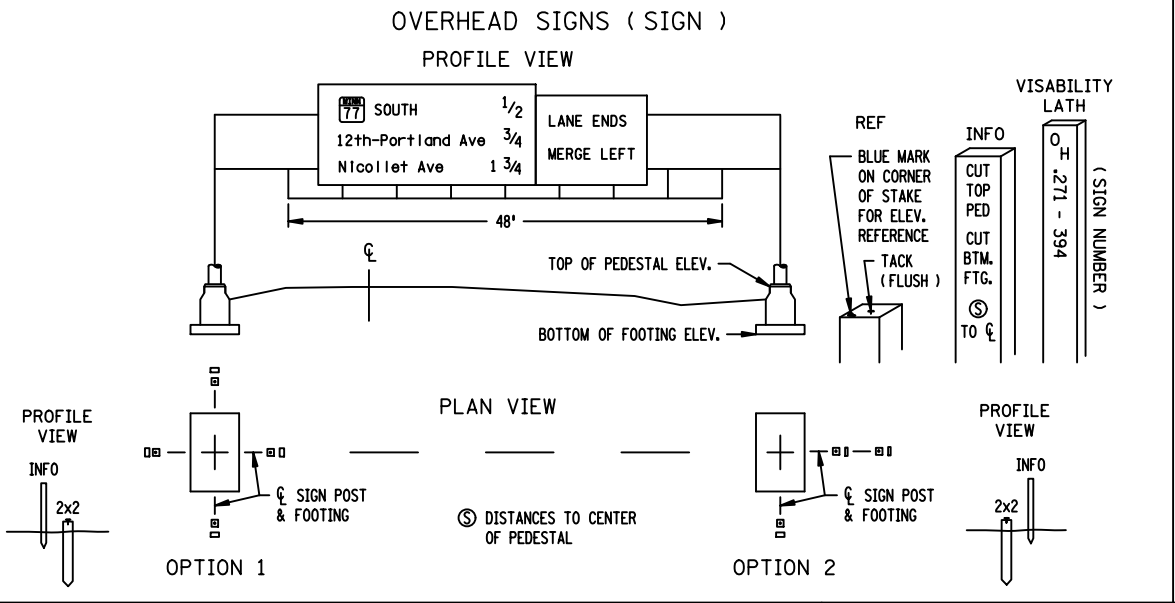 OVERHEAD SIGNS ( SIGN )
PROFILE VIEW
MINN
77 SOUTH 1/2
12th-Portland Ave 3/4
Nicollet Ave 1 3/4
LANE ENDS
MERGE LEFT
48'
℄
TOP OF PEDESTAL ELEV.
BOTTOM OF FOOTING ELEV.
REF
BLUE MARK
ON CORNER
OF STAKE
FOR ELEV.
REFERENCE
TACK
( FLUSH )
INFO
CUT
TOP
PED
CUT
BTM.
FTG.
Ⓢ
TO ℄
VISABILITY
LATH
OH .271 - 394
( SIGN NUMBER )
PLAN VIEW
PROFILE
VIEW
INFO
2x2
℄ SIGN POST
& FOOTING
OPTION 1
Ⓢ DISTANCES TO CENTER
OF PEDESTAL
℄ SIGN POST
& FOOTING
OPTION 2
PROFILE
VIEW
INFO
2x2